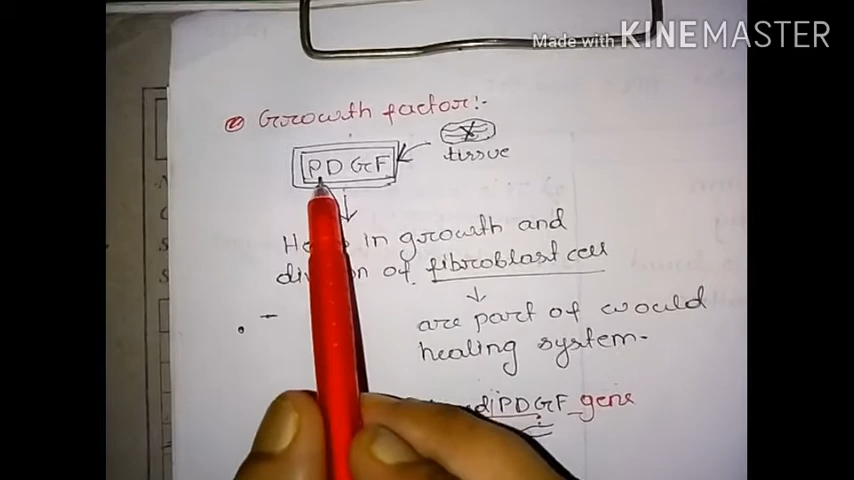 Made with KINEMASTER
Growth factor:-
PDGF
tissue
in growth and
of fibroblast cell
are part of would
healing system.
PDGF gene